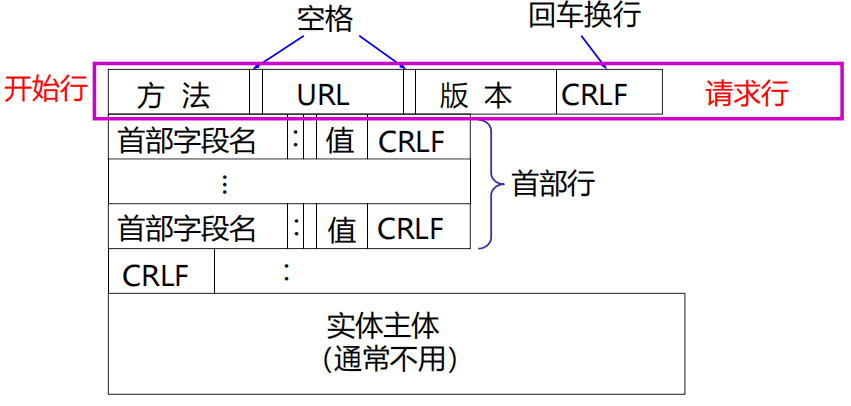 空格
回车换行
开始行
方 法 URL 版 本 CRLF
请求行
首部字段名 : 值 CRLF
⋮
首部字段名 : 值 CRLF
首部行
CRLF :
实体主体
(通常不用)